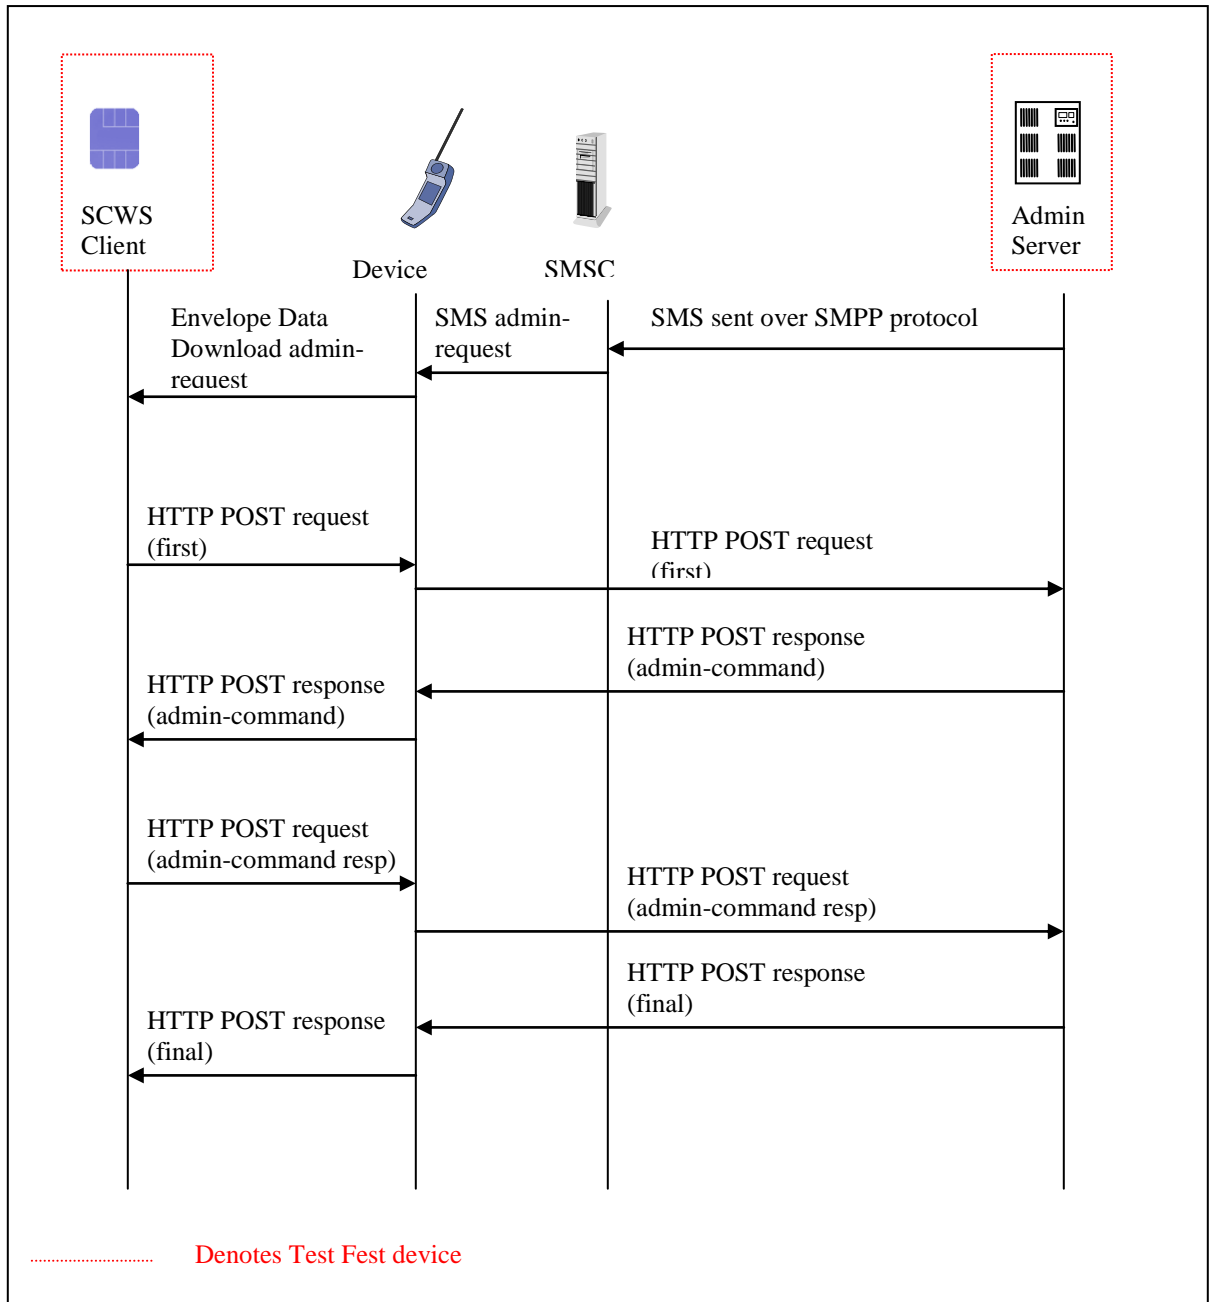 SCWS
Client
Device
SMSC
Admin
Server
Envelope Data
Download admin-
request
SMS admin-
request
SMS sent over SMPP protocol
HTTP POST request
(first)
HTTP POST request
(first)
HTTP POST response
(admin-command)
HTTP POST response
(admin-command)
HTTP POST request
(admin-command resp)
HTTP POST request
(admin-command resp)
HTTP POST response
(final)
HTTP POST response
(final)
Denotes Test Fest device